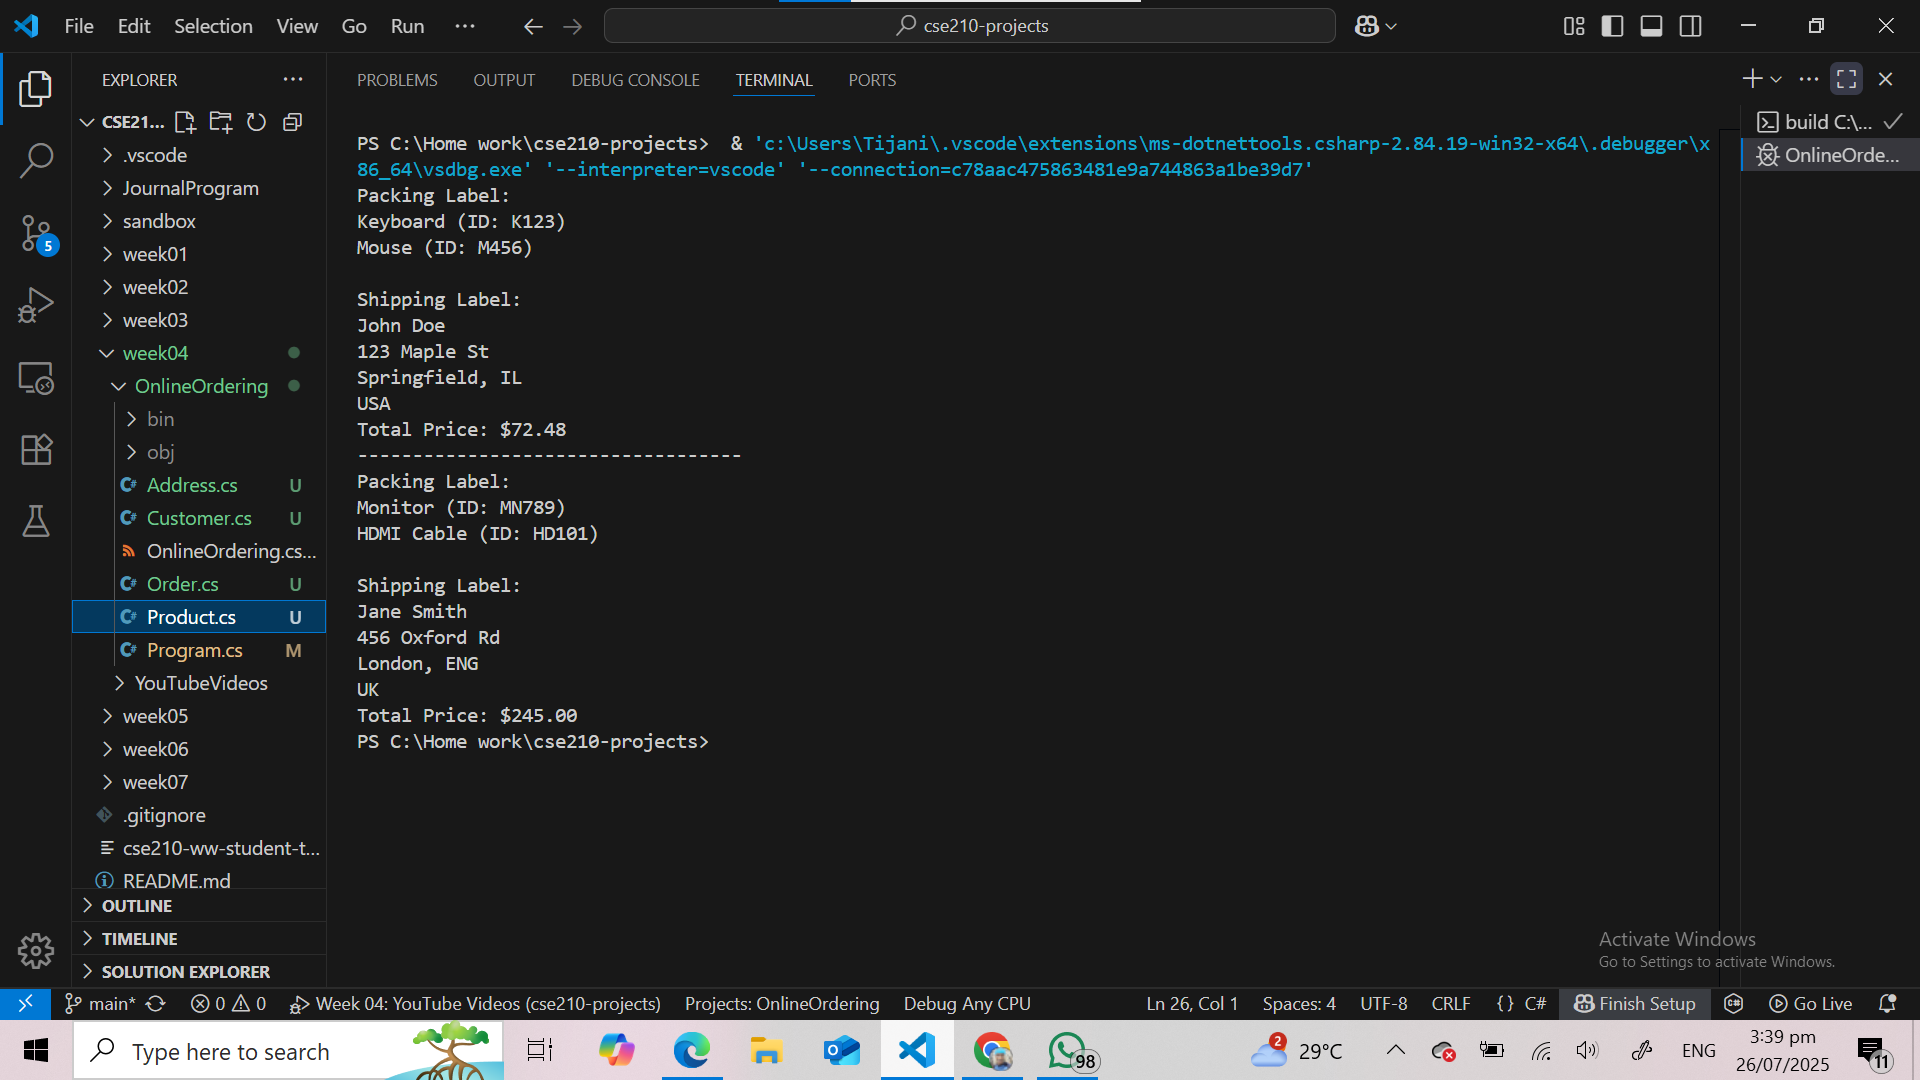 File Edit Selection View Go Run ... cse210-projects
EXPLORER ...
CSE21...
.vscode
JournalProgram
sandbox
week01
5
week02
week03
week04
OnlineOrdering
bin
obj
C# Address.cs U
C# Customer.cs U
OnlineOrdering.cs...
C# Order.cs U
C# Product.cs U
C# Program.cs M
YouTubeVideos
week05
week06
week07
.gitignore
cse210-ww-student-t...
README.md
OUTLINE
TIMELINE
SOLUTION EXPLORER
PROBLEMS OUTPUT DEBUG CONSOLE TERMINAL PORTS
PS C:\Home work\cse210-projects>  & 'c:\Users\Tijani\.vscode\extensions\ms-dotnettools.csharp-2.84.19-win32-x64\.debugger\x
86_64\vsdbg.exe' '--interpreter=vscode' '--connection=c78aac475863481e9a744863a1be39d7'
Packing Label:
Keyboard (ID: K123)
Mouse (ID: M456)
Shipping Label:
John Doe
123 Maple St
Springfield, IL
USA
Total Price: $72.48
-----------------------------------
Packing Label:
Monitor (ID: MN789)
HDMI Cable (ID: HD101)
Shipping Label:
Jane Smith
456 Oxford Rd
London, ENG
UK
Total Price: $245.00
PS C:\Home work\cse210-projects>
build C:\...
OnlineOrde...
Activate Windows
Go to Settings to activate Windows.
main* 0 0 Week 04: YouTube Videos (cse210-projects) Projects: OnlineOrdering Debug Any CPU Ln 26, Col 1 Spaces: 4 UTF-8 CRLF {} C# Finish Setup Go Live
Type here to search 98 2 29°C ENG 3:39 pm
26/07/2025 11